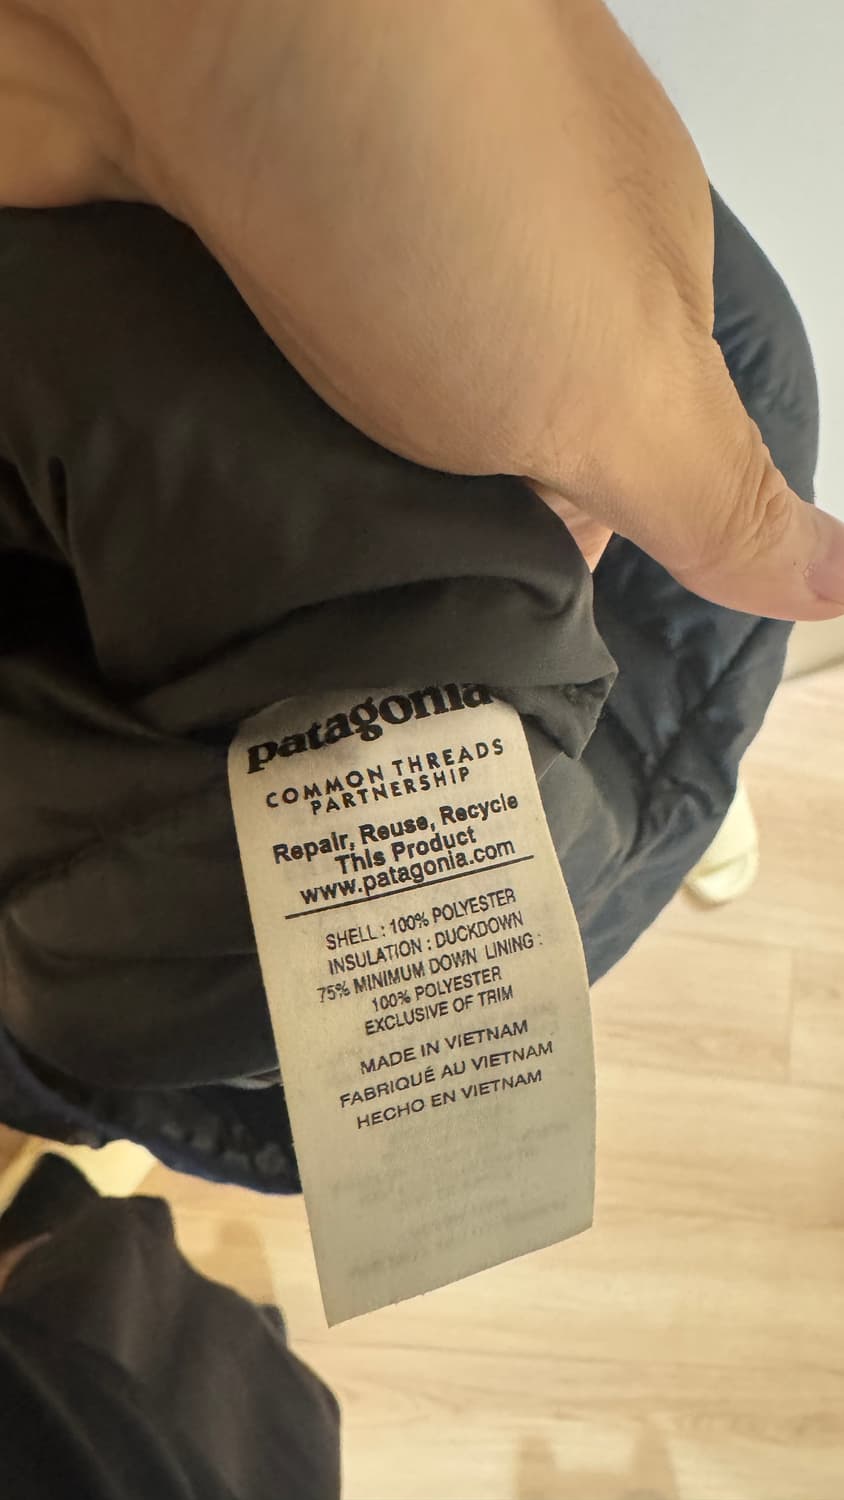 patagonia
COMMON THREADS
PARTNERSHIP
Repair, Reuse, Recycle
This Product
www.patagonia.com
SHELL : 100% POLYESTER
INSULATION : DUCKDOWN
75% MINIMUM DOWN LINING :
100% POLYESTER
EXCLUSIVE OF TRIM
MADE IN VIETNAM
FABRIQUÉ AU VIETNAM
HECHO EN VIETNAM